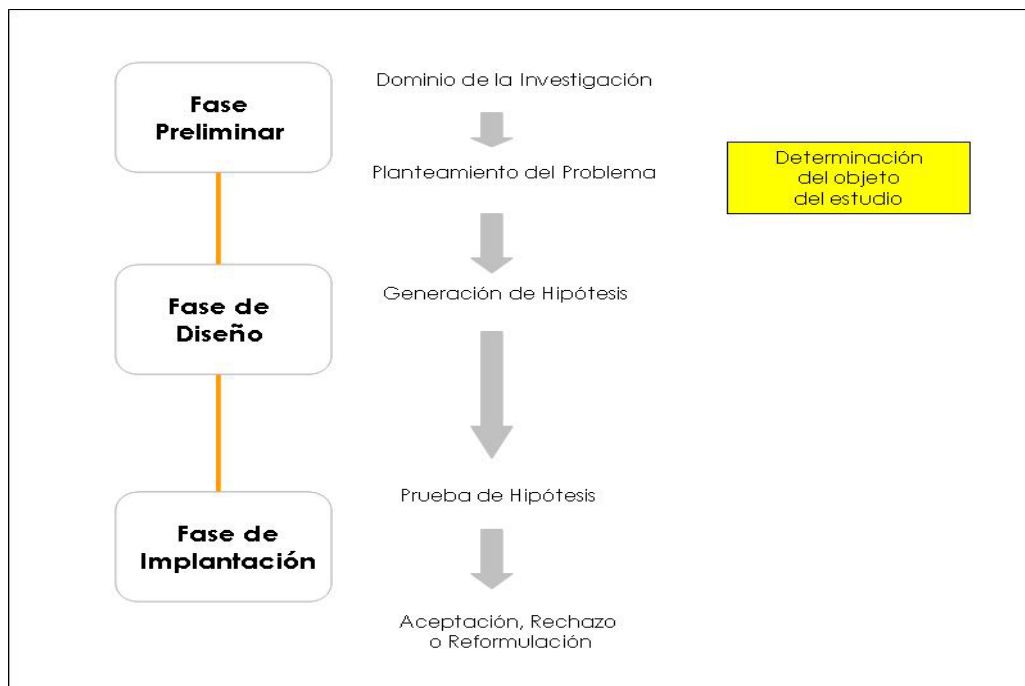 Fase
Preliminar
Dominio de la Investigación
Planteamiento del Problema
Determinación
del objeto
del estudio
Fase de
Diseño
Generación de Hipótesis
Prueba de Hipótesis
Fase de
Implantación
Aceptación, Rechazo
o Reformulación